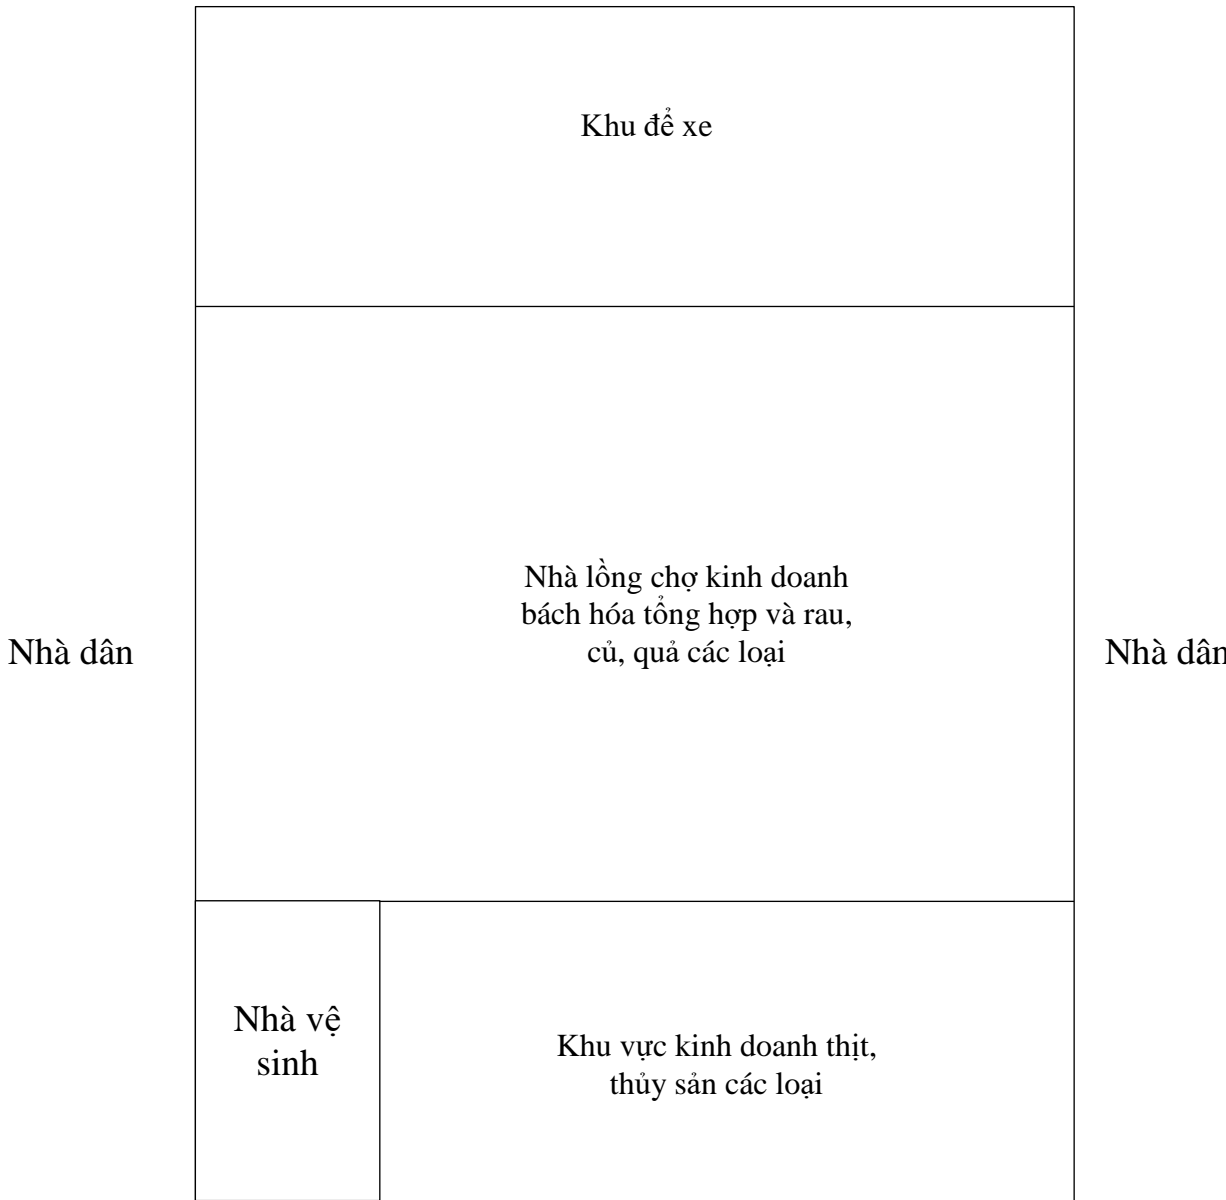 Khu để xe
Nhà lồng chợ kinh doanh
bách hóa tổng hợp và rau,
củ, quả các loại
Nhà dân
Nhà dân
Nhà vệ
sinh
Khu vực kinh doanh thịt,
thủy sản các loại